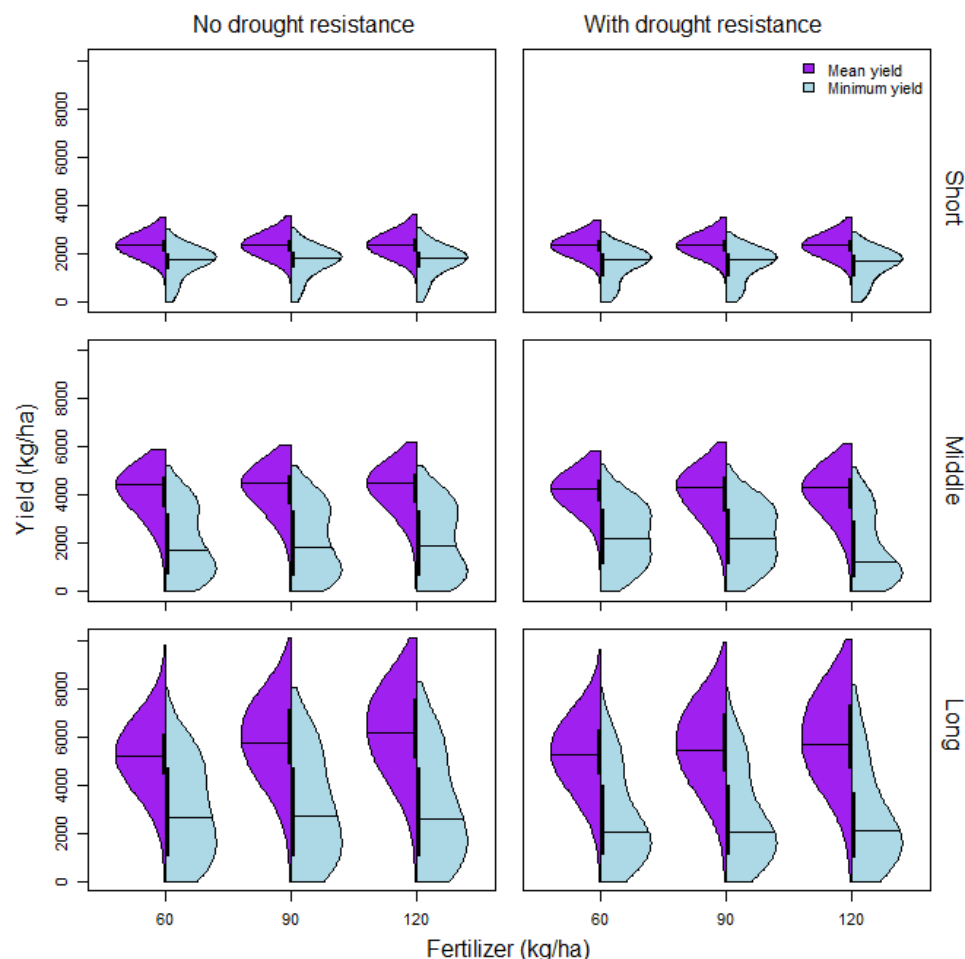 No drought resistance
With drought resistance
Mean yield
Minimum yield
8000
6000
4000
2000
0
Short
Yield (kg/ha)
8000
6000
4000
2000
0
Middle
8000
6000
4000
2000
0
Long
60
90
120
60
90
120
Fertilizer (kg/ha)